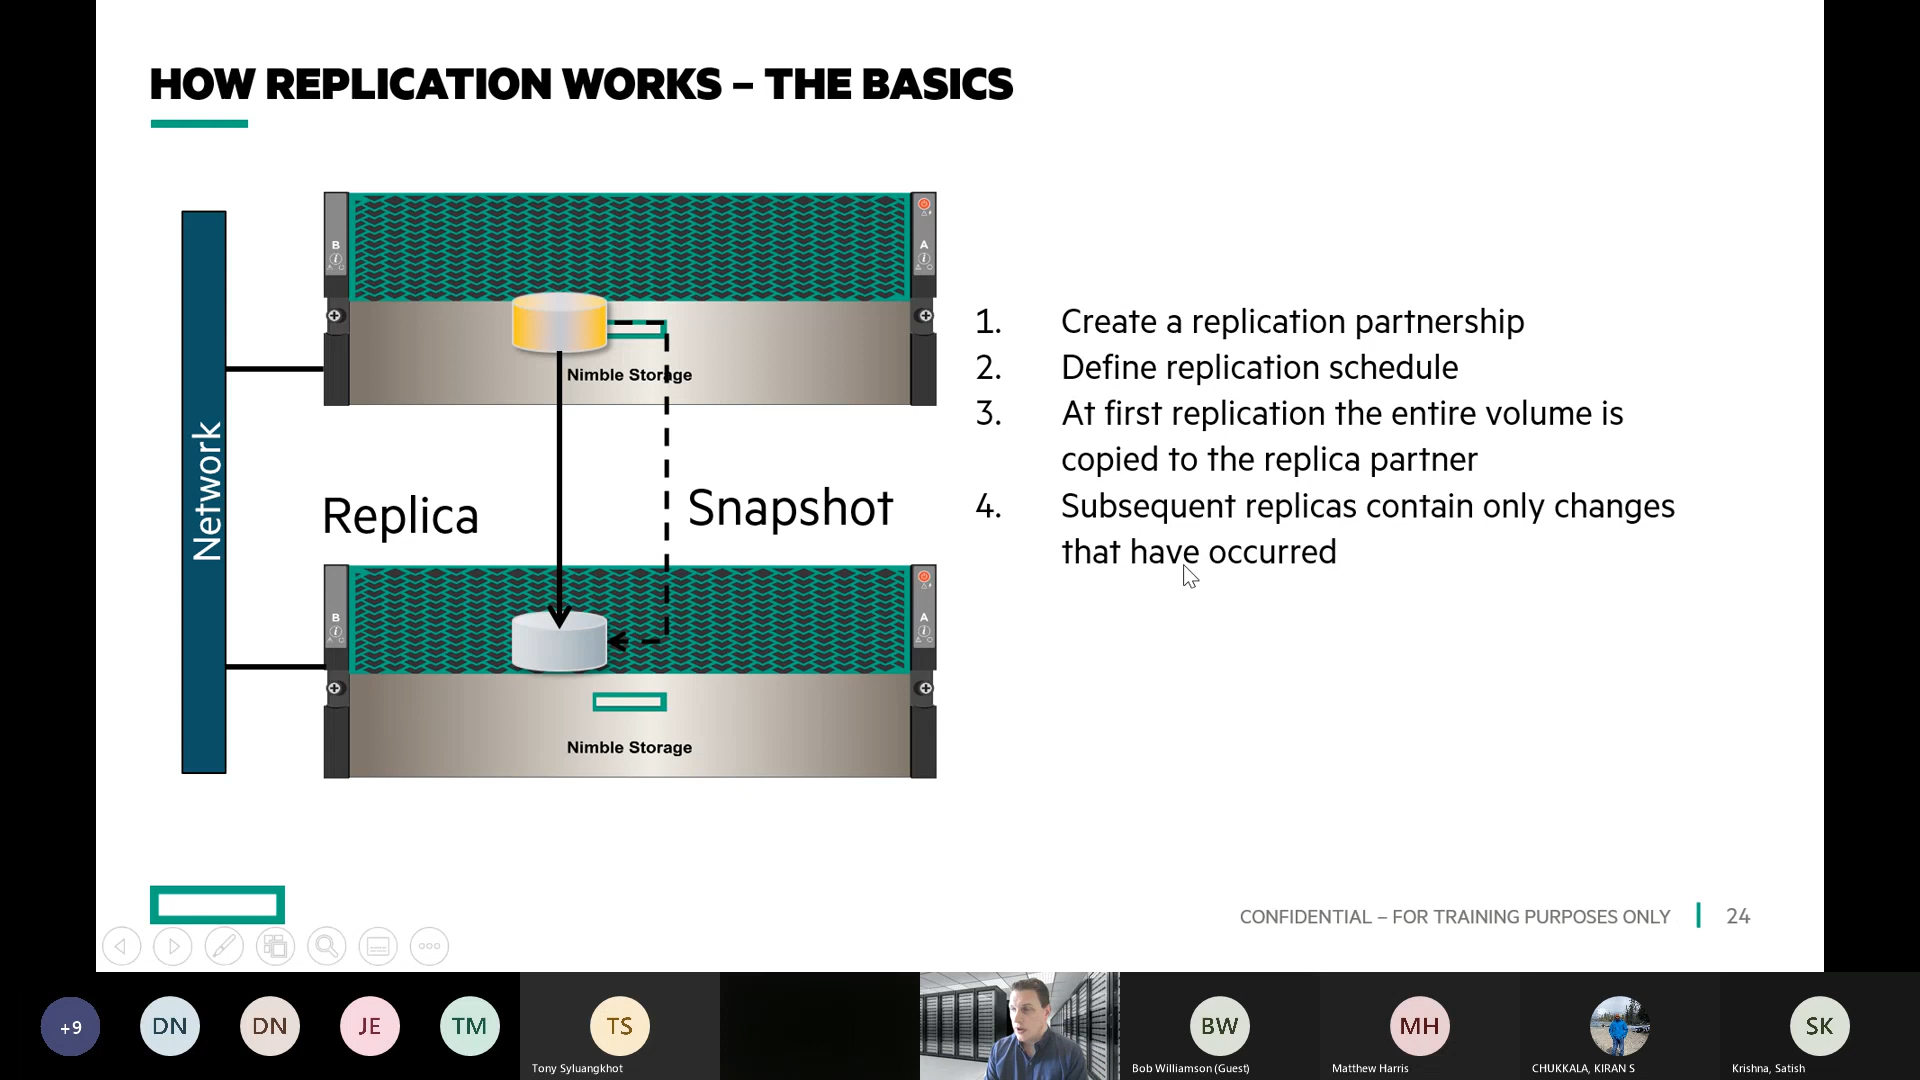 HOW REPLICATION WORKS – THE BASICS
B
A
Nimble Storage
Network
Replica
Snapshot
B
A
Nimble Storage
1. Create a replication partnership
2. Define replication schedule
3. At first replication the entire volume is
copied to the replica partner
4. Subsequent replicas contain only changes
that have occurred
CONFIDENTIAL – FOR TRAINING PURPOSES ONLY
24
+9
DN
DN
JE
TM
TS
Tony Syluangkhot
BW
Bob Williamson (Guest)
MH
Matthew Harris
CHUKKALA, KIRAN S
SK
Krishna, Satish